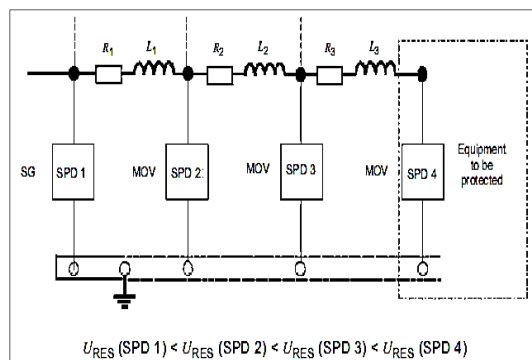 R1 L1 R2 L2 R3 L3
SG SPD 1 MOV SPD 2: MOV SPD 3 MOV SPD 4 Equipment to be protected
URES (SPD 1) < URES (SPD 2) < URES (SPD 3) < URES (SPD 4)